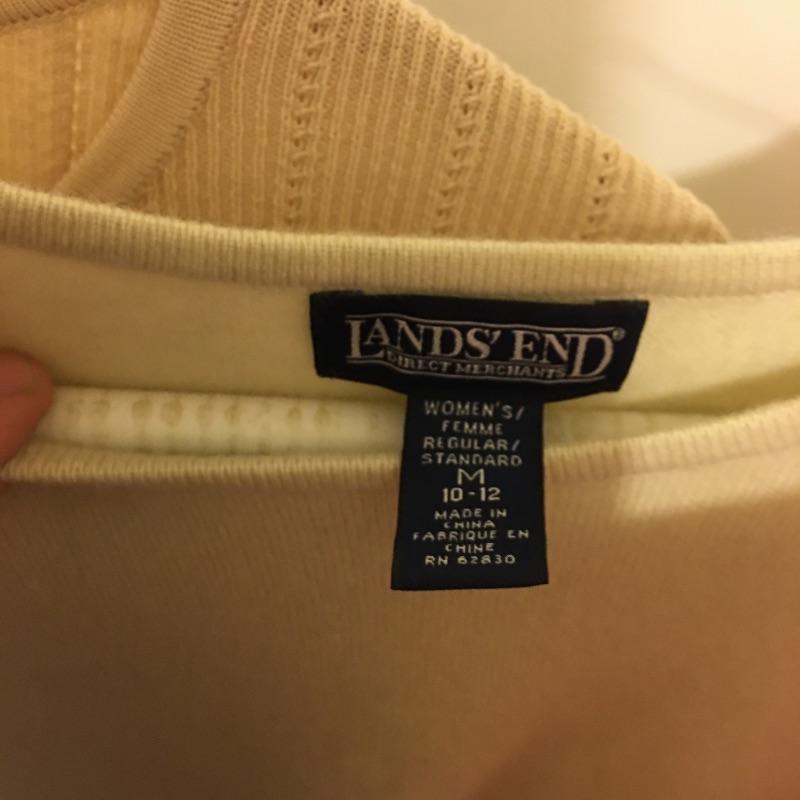 LANDS' END®
DIRECT MERCHANTS
WOMEN'S/
FEMME
REGULAR/
STANDARD
M
10-12
MADE IN
CHINA
FABRIQUE EN
CHINE
RN 62830